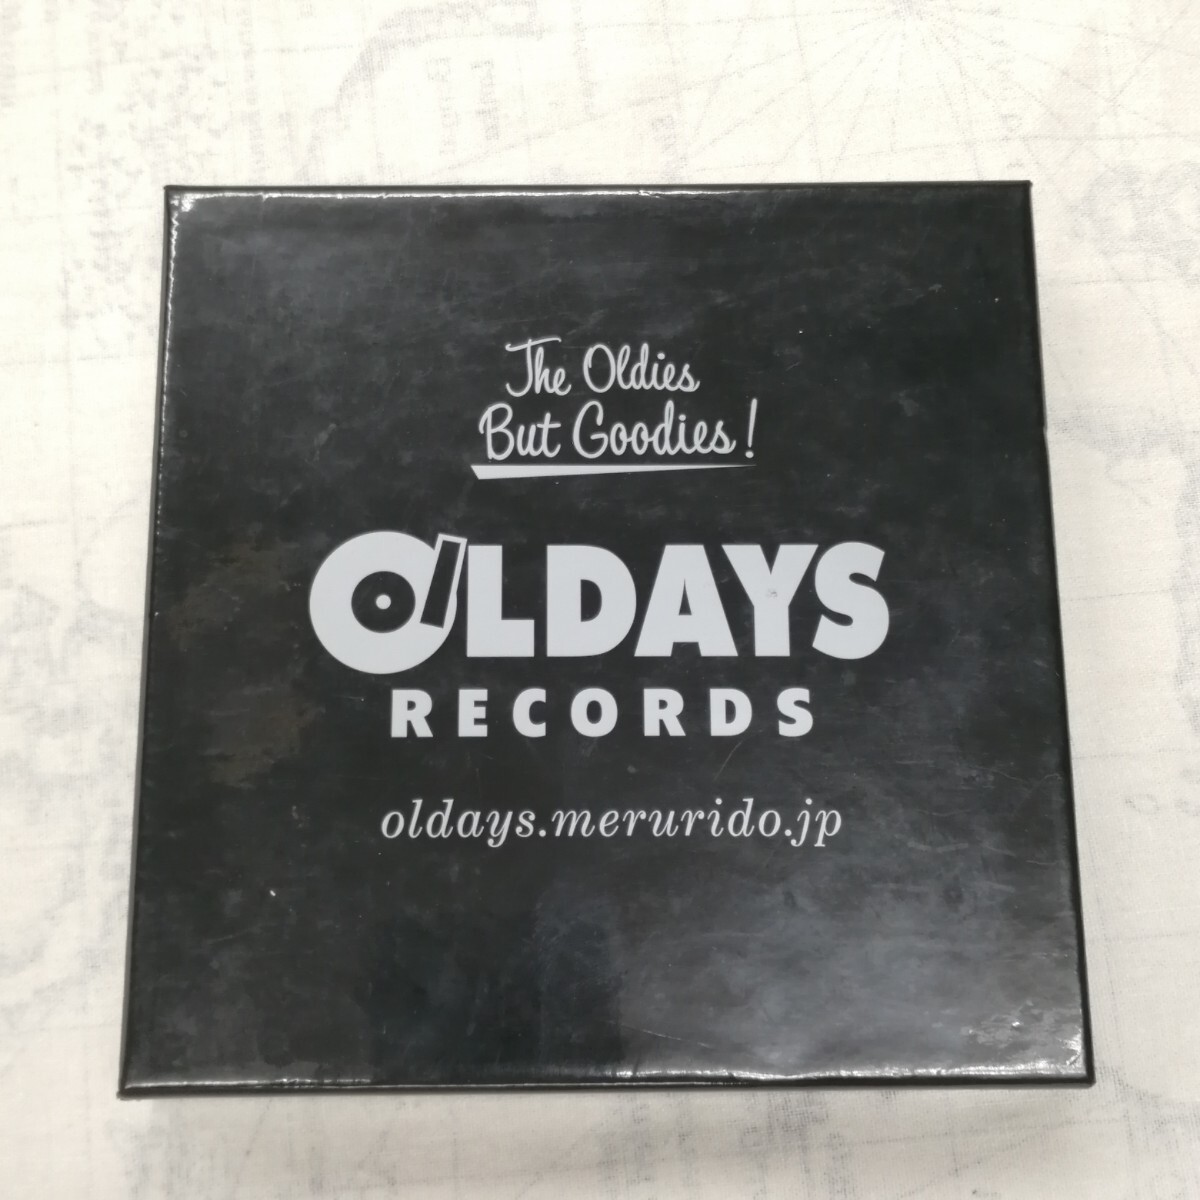 The Oldies
But Goodies!
OLDAYS
RECORDS
oldays.merurido.jp